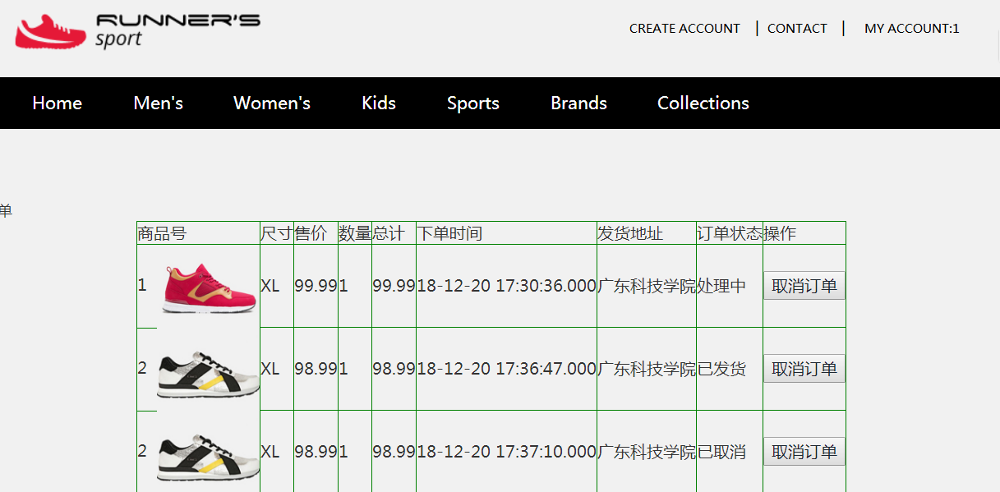 RUNNER'S
sport
CREATE ACCOUNT | CONTACT | MY ACCOUNT:1
Home Men's Women's Kids Sports Brands Collections
单
商品号 尺寸 售价 数量 总计 下单时间 发货地址 订单状态 操作
1 XL 99.99 1 99.99 18-12-20 17:30:36.000 广东科技学院 处理中 取消订单
2 XL 98.99 1 98.99 18-12-20 17:36:47.000 广东科技学院 已发货 取消订单
2 XL 98.99 1 98.99 18-12-20 17:37:10.000 广东科技学院 已取消 取消订单